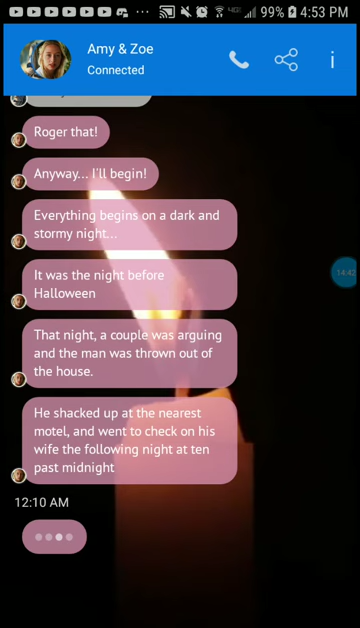 99% 4:53 PM
Amy & Zoe
Connected
i
Roger that!
Anyway... I'll begin!
Everything begins on a dark and
stormy night...
It was the night before
Halloween
14:42
That night, a couple was arguing
and the man was thrown out of
the house.
He shacked up at the nearest
motel, and went to check on his
wife the following night at ten
past midnight
12:10 AM